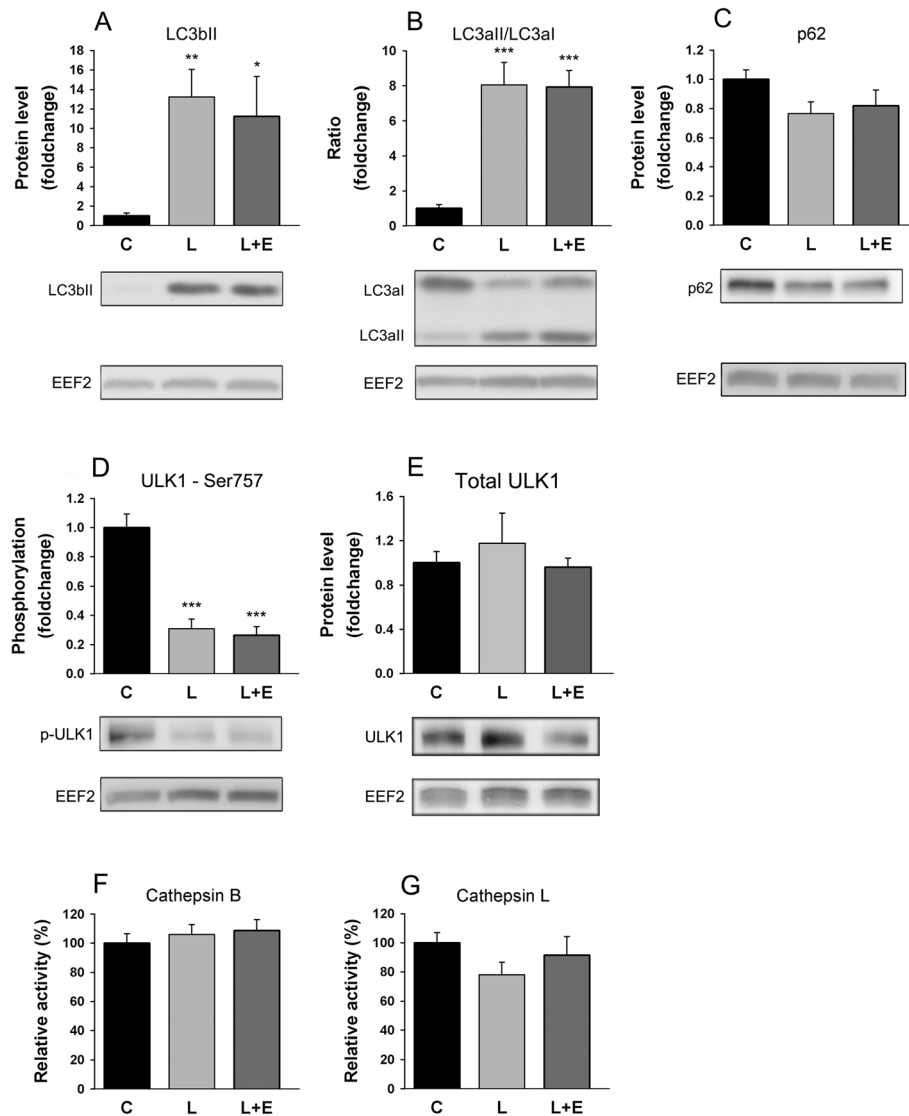 A
LC3bII
Protein level
(foldchange)
18
16
14
12
10
8
6
4
2
0
**
*
C L L+E
LC3bII
EEF2
B
LC3aII/LC3aI
Ratio
(foldchange)
10
8
6
4
2
0
***
***
C L L+E
LC3aI
LC3aII
EEF2
C
p62
Protein level
(foldchange)
1.2
1.0
0.8
0.6
0.4
0.2
0.0
C L L+E
p62
EEF2
D
ULK1 - Ser757
Phosphorylation
(foldchange)
1.2
1.0
0.8
0.6
0.4
0.2
0.0
***
***
C L L+E
p-ULK1
EEF2
E
Total ULK1
Protein level
(foldchange)
1.6
1.2
0.8
0.4
0.0
C L L+E
ULK1
EEF2
F
Cathepsin B
Relative activity (%)
120
100
80
60
40
20
0
C L L+E
G
Cathepsin L
Relative activity (%)
120
100
80
60
40
20
0
C L L+E